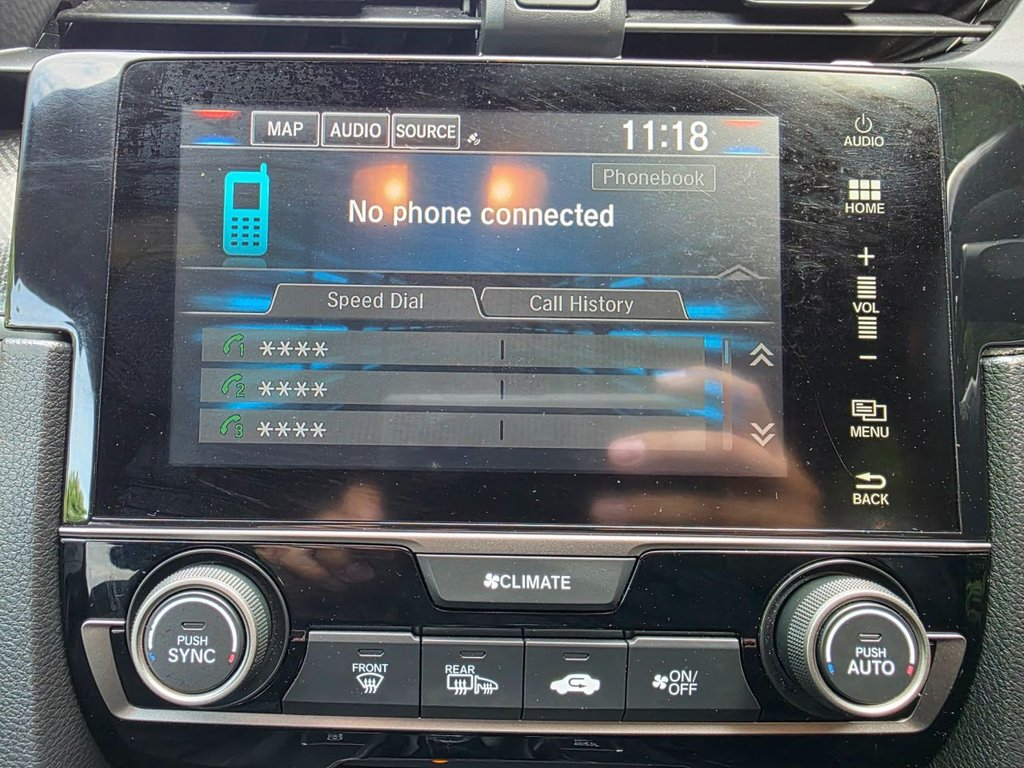 MAP AUDIO SOURCE 11:18
AUDIO
Phonebook
No phone connected
HOME
+
VOL
−
Speed Dial Call History
1 ****
2 ****
3 ****
MENU
BACK
CLIMATE
PUSH
SYNC
FRONT
REAR
ON/
OFF
PUSH
AUTO